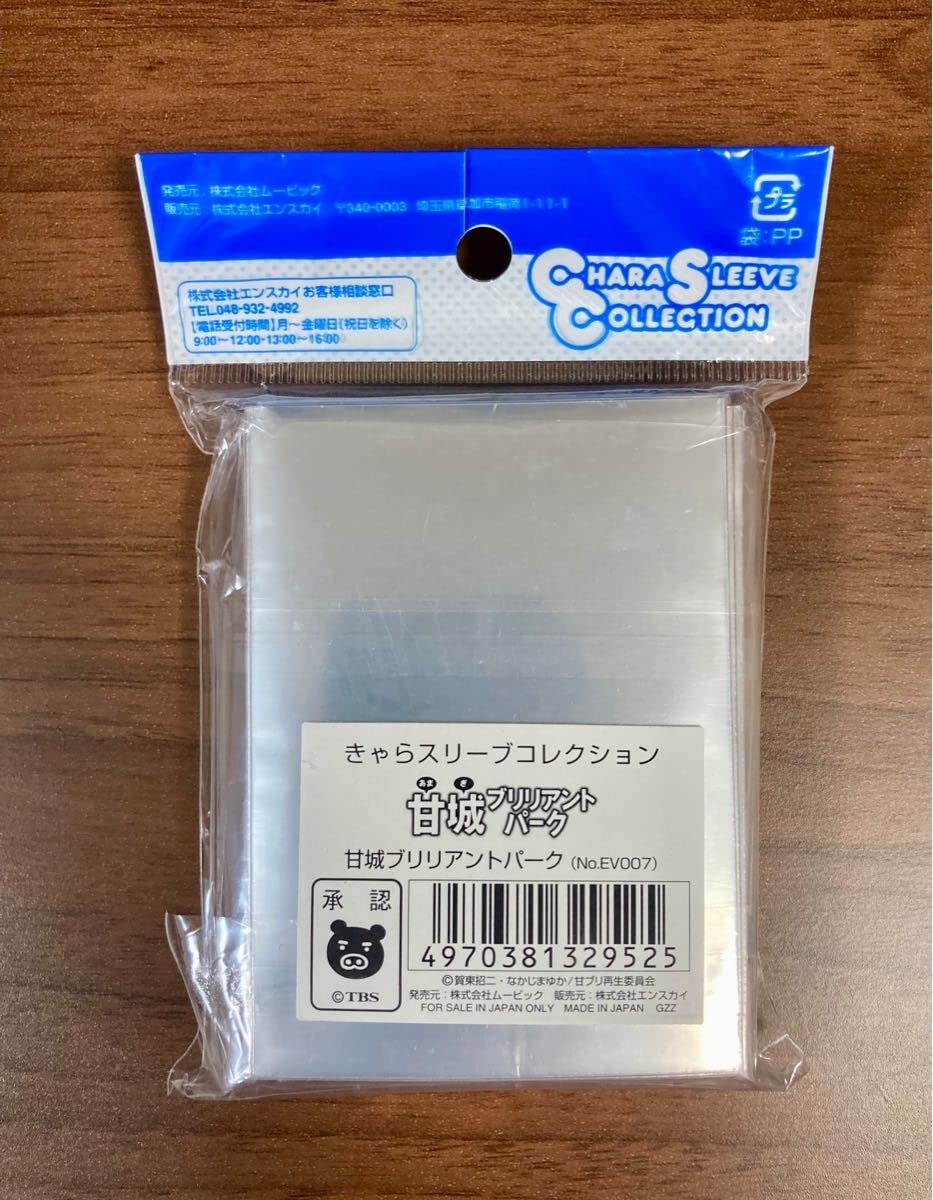 発売元：株式会社ムービック
販売元：株式会社エンスカイ 〒340-0003 埼玉県草加市稲荷1-11-1
プラ
袋：PP
株式会社エンスカイお客様相談窓口
TEL.048-932-4992
【電話受付時間】月～金曜日(祝日を除く)
9:00～12:00・13:00～16:00
CHARA SLEEVE
COLLECTION
きゃらスリーブコレクション
あま ぎ
甘城ブリリアント
パーク
甘城ブリリアントパーク (No.EV007)
承認
©TBS
4970381329525
©賀東招二・なかじまゆか/甘ブリ再生委員会
発売元：株式会社ムービック 販売元：株式会社エンスカイ
FOR SALE IN JAPAN ONLY MADE IN JAPAN GZZ